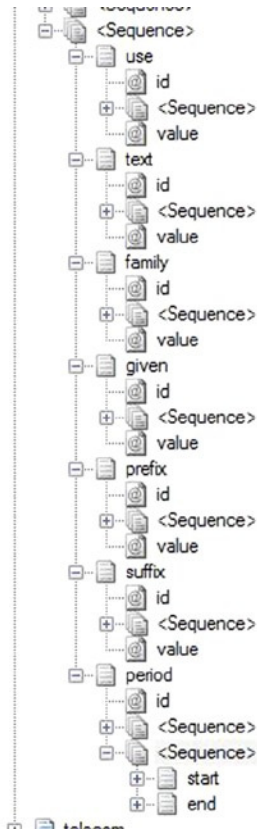 <Sequence>
use
id
<Sequence>
value
text
id
<Sequence>
value
family
id
<Sequence>
value
given
id
<Sequence>
value
prefix
id
<Sequence>
value
suffix
id
<Sequence>
value
period
id
<Sequence>
<Sequence>
start
end